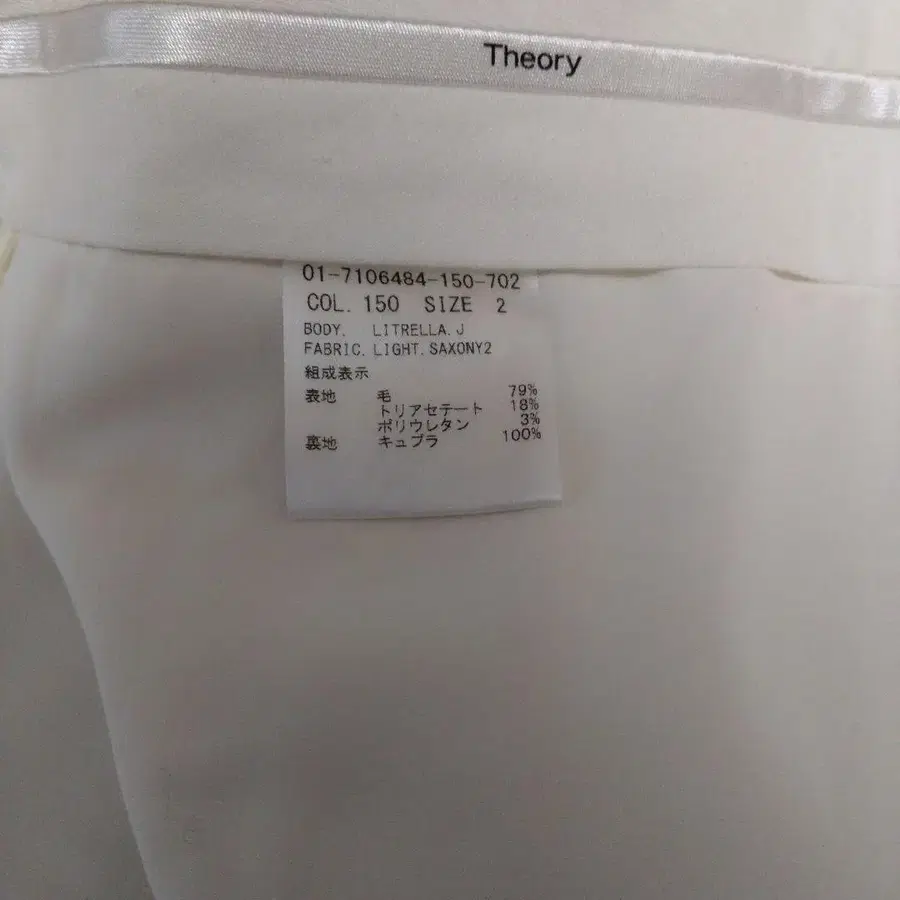 Theory
01-7106484-150-702
COL. 150 SIZE 2
BODY. LITRELLA.J
FABRIC. LIGHT.SAXONY2
組成表示
表地 毛 79%
トリアセテート 18%
ポリウレタン 3%
裏地 キュプラ 100%